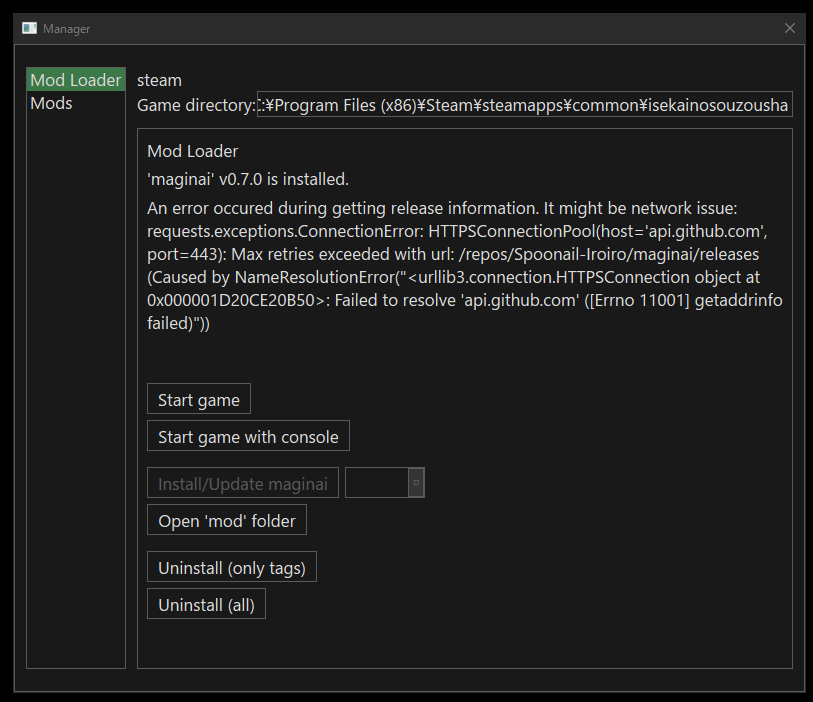 Manager
Mod Loader
Mods
steam
Game directory:
:¥Program Files (x86)¥Steam¥steamapps¥common¥isekainosouzousha
Mod Loader
'maginai' v0.7.0 is installed.
An error occured during getting release information. It might be network issue:
requests.exceptions.ConnectionError: HTTPSConnectionPool(host='api.github.com',
port=443): Max retries exceeded with url: /repos/Spoonail-Iroiro/maginai/releases
(Caused by NameResolutionError("<urllib3.connection.HTTPSConnection object at
0x000001D20CE20B50>: Failed to resolve 'api.github.com' ([Errno 11001] getaddrinfo
failed)"))
Start game
Start game with console
Install/Update maginai
Open 'mod' folder
Uninstall (only tags)
Uninstall (all)